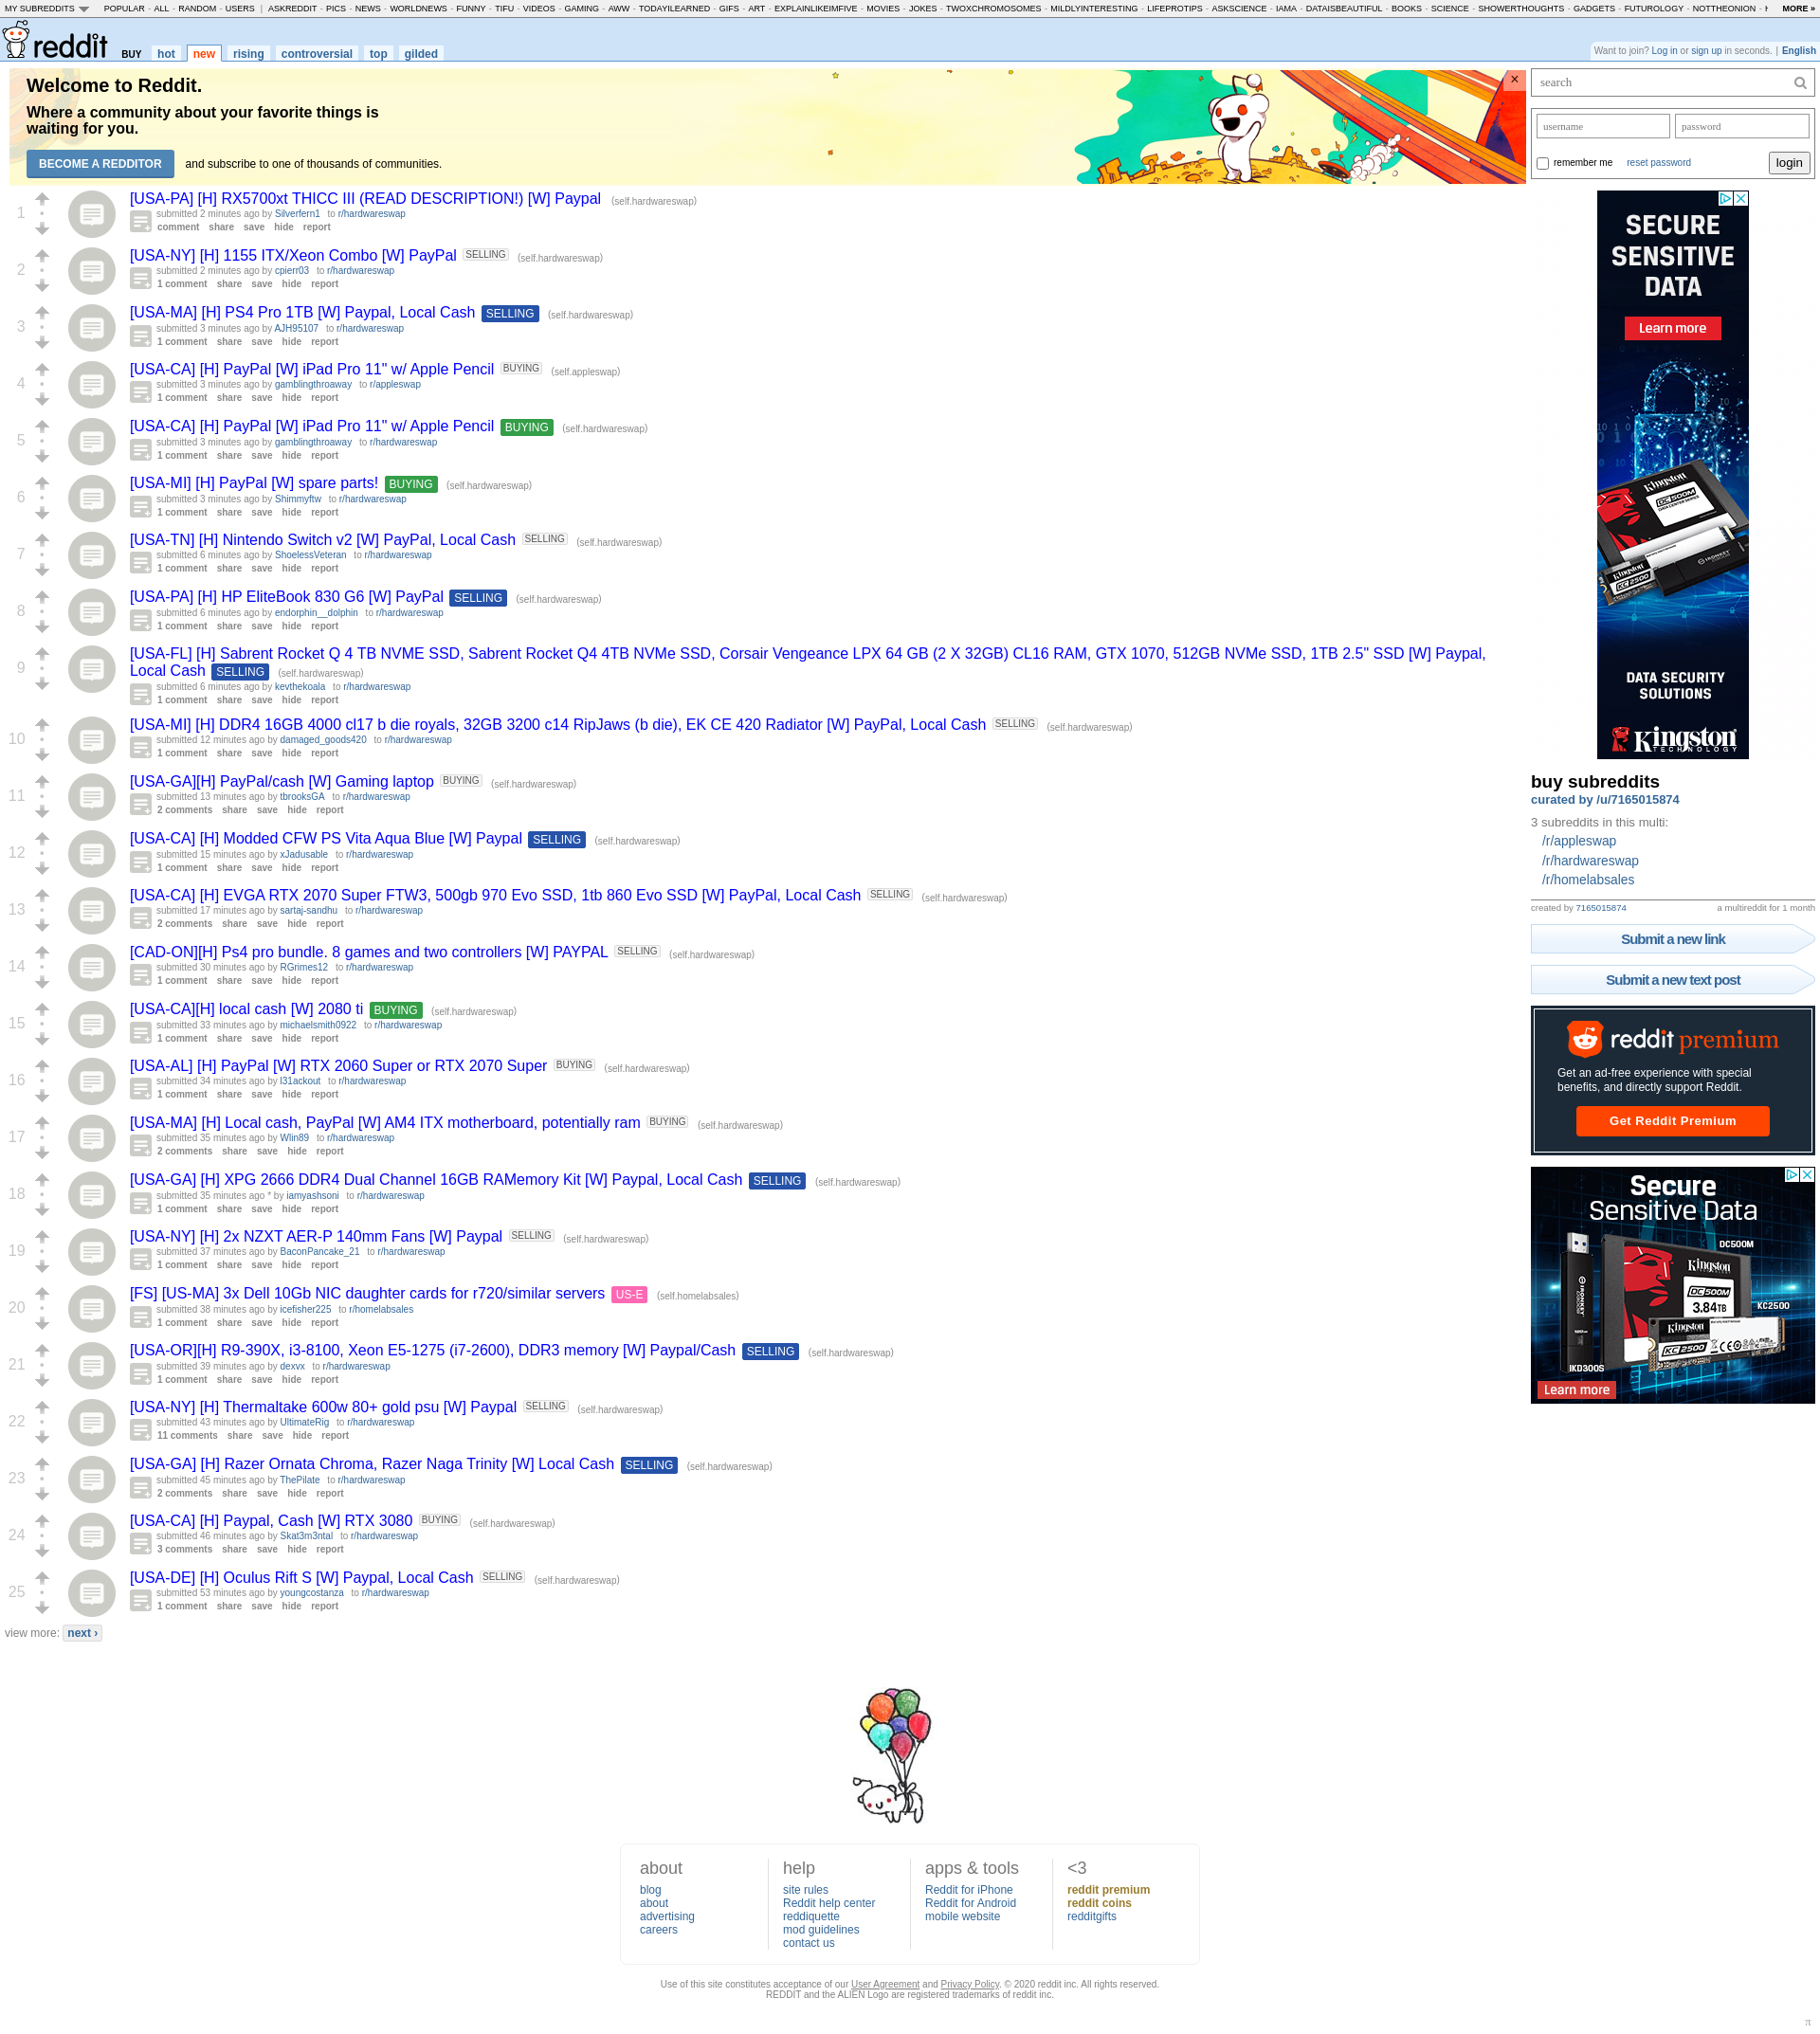 MY SUBREDDITS POPULAR - ALL - RANDOM - USERS | ASKREDDIT - PICS - NEWS - WORLDNEWS - FUNNY - TIFU - VIDEOS - GAMING - AWW - TODAYILEARNED - GIFS - ART - EXPLAINLIKEIMFIVE - MOVIES - JOKES - TWOXCHROMOSOMES - MILDLYINTERESTING - LIFEPROTIPS - ASKSCIENCE - IAMA - DATAISBEAUTIFUL - BOOKS - SCIENCE - SHOWERTHOUGHTS - GADGETS - FUTUROLOGY - NOTTHEONION - MORE »
reddit BUY hot new rising controversial top gilded
Want to join? Log in or sign up in seconds. | English
Welcome to Reddit.
Where a community about your favorite things is
waiting for you.
BECOME A REDDITOR and subscribe to one of thousands of communities.
×
1
[USA-PA] [H] RX5700xt THICC III (READ DESCRIPTION!) [W] Paypal (self.hardwareswap)
submitted 2 minutes ago by Silverfern1 to r/hardwareswap
comment share save hide report
2
[USA-NY] [H] 1155 ITX/Xeon Combo [W] PayPal SELLING (self.hardwareswap)
submitted 2 minutes ago by cpierr03 to r/hardwareswap
1 comment share save hide report
3
[USA-MA] [H] PS4 Pro 1TB [W] Paypal, Local Cash SELLING (self.hardwareswap)
submitted 3 minutes ago by AJH95107 to r/hardwareswap
1 comment share save hide report
4
[USA-CA] [H] PayPal [W] iPad Pro 11" w/ Apple Pencil BUYING (self.appleswap)
submitted 3 minutes ago by gamblingthroaway to r/appleswap
1 comment share save hide report
5
[USA-CA] [H] PayPal [W] iPad Pro 11" w/ Apple Pencil BUYING (self.hardwareswap)
submitted 3 minutes ago by gamblingthroaway to r/hardwareswap
1 comment share save hide report
6
[USA-MI] [H] PayPal [W] spare parts! BUYING (self.hardwareswap)
submitted 3 minutes ago by Shimmyftw to r/hardwareswap
1 comment share save hide report
7
[USA-TN] [H] Nintendo Switch v2 [W] PayPal, Local Cash SELLING (self.hardwareswap)
submitted 6 minutes ago by ShoelessVeteran to r/hardwareswap
1 comment share save hide report
8
[USA-PA] [H] HP EliteBook 830 G6 [W] PayPal SELLING (self.hardwareswap)
submitted 6 minutes ago by endorphin__dolphin to r/hardwareswap
1 comment share save hide report
9
[USA-FL] [H] Sabrent Rocket Q 4 TB NVME SSD, Sabrent Rocket Q4 4TB NVMe SSD, Corsair Vengeance LPX 64 GB (2 X 32GB) CL16 RAM, GTX 1070, 512GB NVMe SSD, 1TB 2.5" SSD [W] Paypal,
Local Cash SELLING (self.hardwareswap)
submitted 6 minutes ago by kevthekoala to r/hardwareswap
1 comment share save hide report
10
[USA-MI] [H] DDR4 16GB 4000 cl17 b die royals, 32GB 3200 c14 RipJaws (b die), EK CE 420 Radiator [W] PayPal, Local Cash SELLING (self.hardwareswap)
submitted 12 minutes ago by damaged_goods420 to r/hardwareswap
1 comment share save hide report
11
[USA-GA][H] PayPal/cash [W] Gaming laptop BUYING (self.hardwareswap)
submitted 13 minutes ago by tbrooksGA to r/hardwareswap
2 comments share save hide report
12
[USA-CA] [H] Modded CFW PS Vita Aqua Blue [W] Paypal SELLING (self.hardwareswap)
submitted 15 minutes ago by xJadusable to r/hardwareswap
1 comment share save hide report
13
[USA-CA] [H] EVGA RTX 2070 Super FTW3, 500gb 970 Evo SSD, 1tb 860 Evo SSD [W] PayPal, Local Cash SELLING (self.hardwareswap)
submitted 17 minutes ago by sartaj-sandhu to r/hardwareswap
2 comments share save hide report
14
[CAD-ON][H] Ps4 pro bundle. 8 games and two controllers [W] PAYPAL SELLING (self.hardwareswap)
submitted 30 minutes ago by RGrimes12 to r/hardwareswap
1 comment share save hide report
15
[USA-CA][H] local cash [W] 2080 ti BUYING (self.hardwareswap)
submitted 33 minutes ago by michaelsmith0922 to r/hardwareswap
1 comment share save hide report
16
[USA-AL] [H] PayPal [W] RTX 2060 Super or RTX 2070 Super BUYING (self.hardwareswap)
submitted 34 minutes ago by l31ackout to r/hardwareswap
1 comment share save hide report
17
[USA-MA] [H] Local cash, PayPal [W] AM4 ITX motherboard, potentially ram BUYING (self.hardwareswap)
submitted 35 minutes ago by Wlin89 to r/hardwareswap
2 comments share save hide report
18
[USA-GA] [H] XPG 2666 DDR4 Dual Channel 16GB RAMemory Kit [W] Paypal, Local Cash SELLING (self.hardwareswap)
submitted 35 minutes ago * by iamyashsoni to r/hardwareswap
1 comment share save hide report
19
[USA-NY] [H] 2x NZXT AER-P 140mm Fans [W] Paypal SELLING (self.hardwareswap)
submitted 37 minutes ago by BaconPancake_21 to r/hardwareswap
1 comment share save hide report
20
[FS] [US-MA] 3x Dell 10Gb NIC daughter cards for r720/similar servers US-E (self.homelabsales)
submitted 38 minutes ago by icefisher225 to r/homelabsales
1 comment share save hide report
21
[USA-OR][H] R9-390X, i3-8100, Xeon E5-1275 (i7-2600), DDR3 memory [W] Paypal/Cash SELLING (self.hardwareswap)
submitted 39 minutes ago by dexvx to r/hardwareswap
1 comment share save hide report
22
[USA-NY] [H] Thermaltake 600w 80+ gold psu [W] Paypal SELLING (self.hardwareswap)
submitted 43 minutes ago by UltimateRig to r/hardwareswap
11 comments share save hide report
23
[USA-GA] [H] Razer Ornata Chroma, Razer Naga Trinity [W] Local Cash SELLING (self.hardwareswap)
submitted 45 minutes ago by ThePilate to r/hardwareswap
2 comments share save hide report
24
[USA-CA] [H] Paypal, Cash [W] RTX 3080 BUYING (self.hardwareswap)
submitted 46 minutes ago by Skat3m3ntal to r/hardwareswap
3 comments share save hide report
25
[USA-DE] [H] Oculus Rift S [W] Paypal, Local Cash SELLING (self.hardwareswap)
submitted 53 minutes ago by youngcostanza to r/hardwareswap
1 comment share save hide report
view more: next ›
search
username password
remember me reset password login
SECURE
SENSITIVE
DATA
Learn more
Kingston
DC500M
IRONKEY
KC2500
DATA SECURITY
SOLUTIONS
Kingston
TECHNOLOGY
buy subreddits
curated by /u/7165015874
3 subreddits in this multi:
/r/appleswap
/r/hardwareswap
/r/homelabsales
created by 7165015874 a multireddit for 1 month
Submit a new link
Submit a new text post
reddit premium
Get an ad-free experience with special
benefits, and directly support Reddit.
Get Reddit Premium
Secure
Sensitive Data
DC500M
Kingston
DC500M
3.84TB
KC2500
IRONKEY
Kingston
KC2500
IKD300S
Learn more
about
blog
about
advertising
careers
help
site rules
Reddit help center
reddiquette
mod guidelines
contact us
apps & tools
Reddit for iPhone
Reddit for Android
mobile website
<3
reddit premium
reddit coins
redditgifts
Use of this site constitutes acceptance of our User Agreement and Privacy Policy. © 2020 reddit inc. All rights reserved.
REDDIT and the ALIEN Logo are registered trademarks of reddit inc.
π